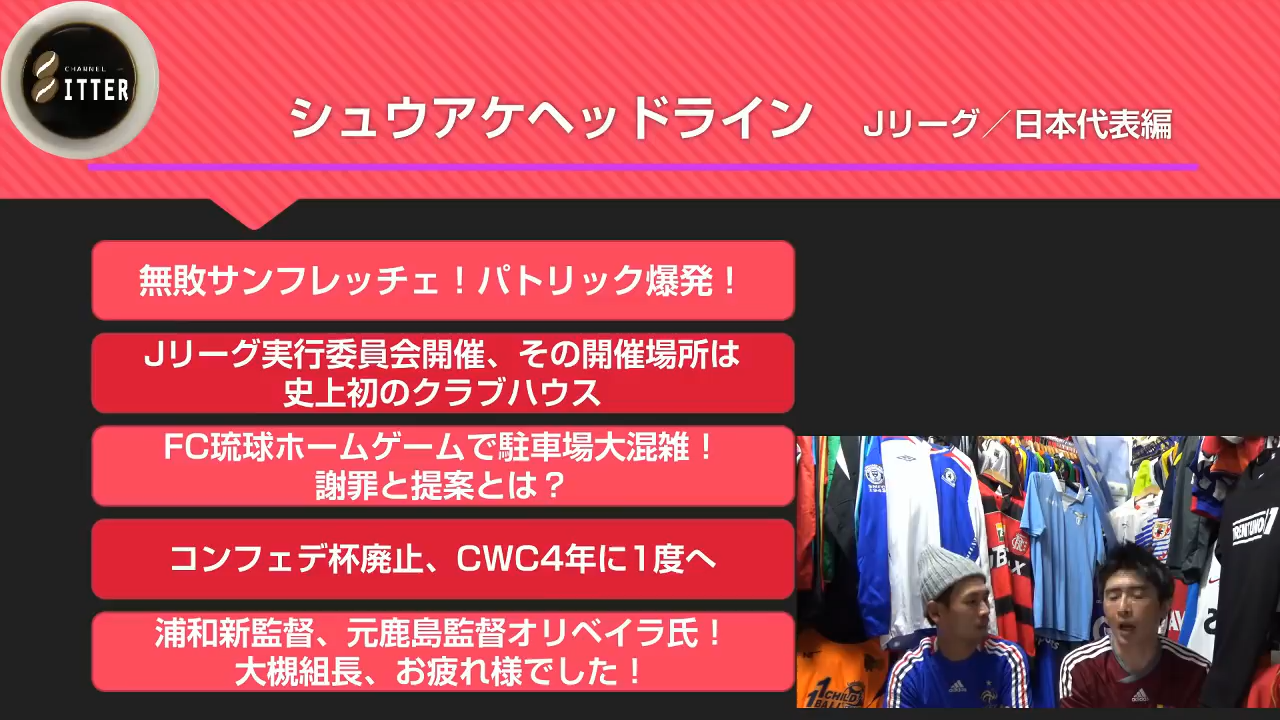 CHANNEL
BITTER
シュウアケヘッドライン Jリーグ／日本代表編
無敗サンフレッチェ！パトリック爆発！
Jリーグ実行委員会開催、その開催場所は
史上初のクラブハウス
FC琉球ホームゲームで駐車場大混雑！
謝罪と提案とは？
コンフェデ杯廃止、CWC4年に1度へ
浦和新監督、元鹿島監督オリベイラ氏！
大槻組長、お疲れ様でした！
adidas
adidas